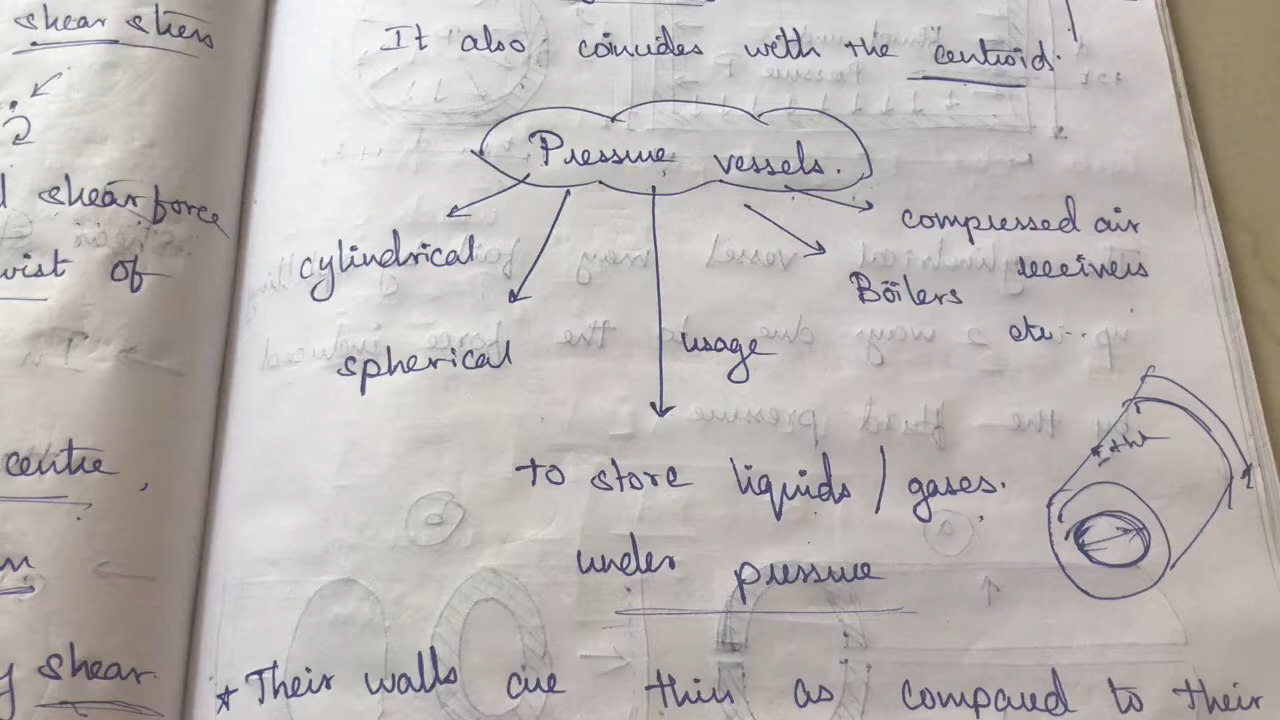 shear stress
shear force
of
centre,
shear
It also coincides with the centroid.
Pressure vessels.
cylindrical
spherical
usage
Boilers
compressed air
receivers
etc...
to store liquids / gases.
under pressure
* Their walls are thin as compared to their